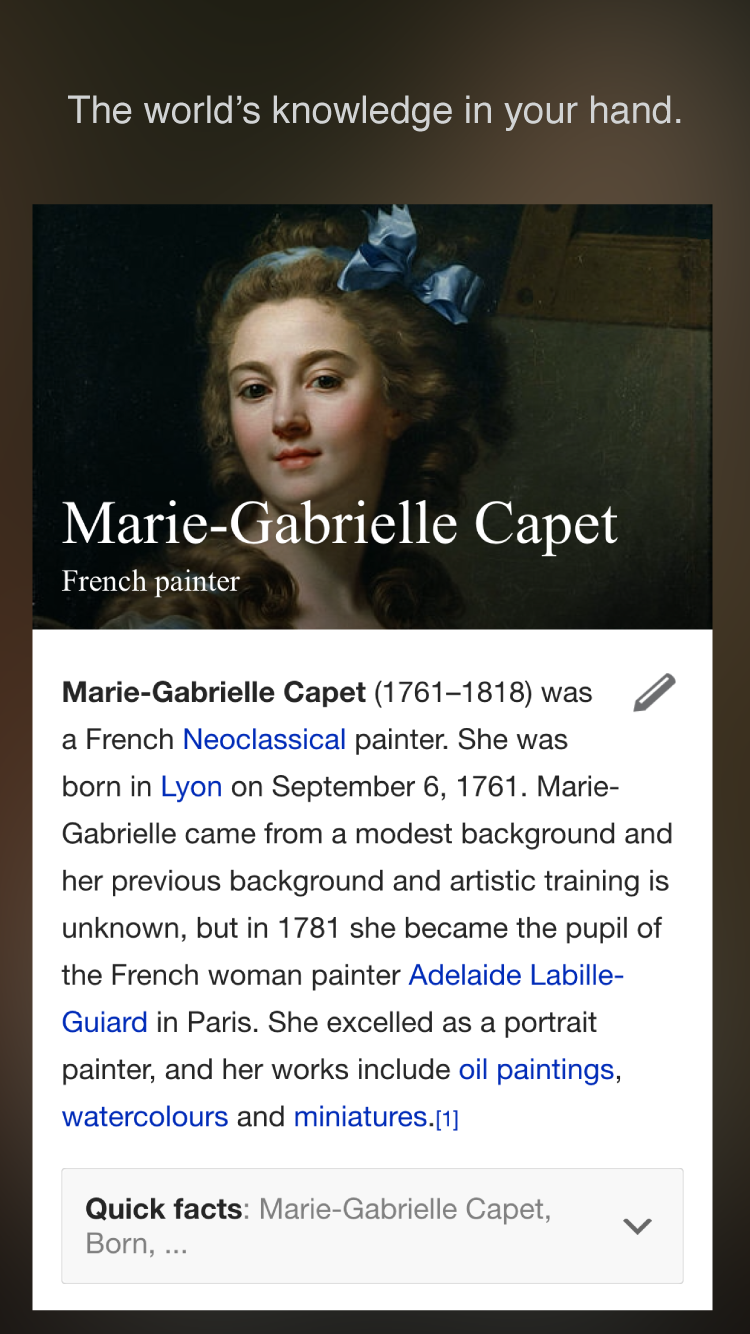 The world’s knowledge in your hand.
Marie-Gabrielle Capet
French painter
Marie-Gabrielle Capet (1761–1818) was
a French Neoclassical painter. She was
born in Lyon on September 6, 1761. Marie-
Gabrielle came from a modest background and
her previous background and artistic training is
unknown, but in 1781 she became the pupil of
the French woman painter Adelaide Labille-
Guiard in Paris. She excelled as a portrait
painter, and her works include oil paintings,
watercolours and miniatures.[1]
Quick facts: Marie-Gabrielle Capet,
Born, ...